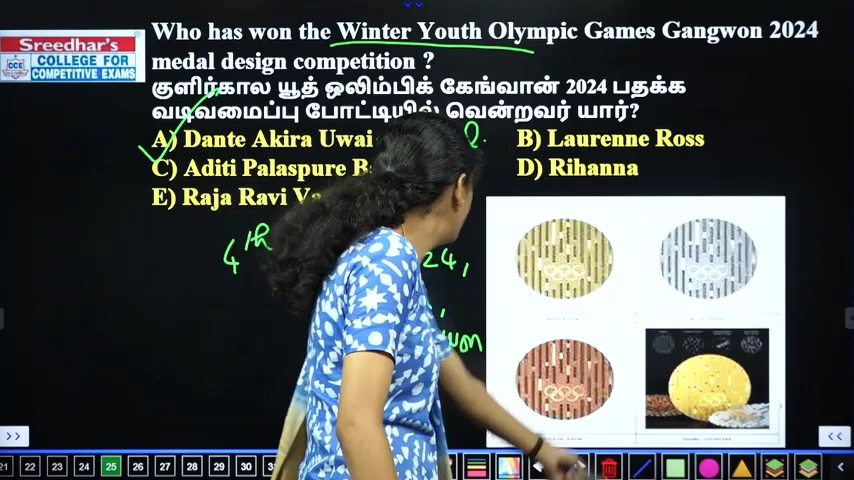 Who has won the Winter Youth Olympic Games Gangwon 2024
medal design competition ?
குளிர்கால யூத் ஒலிம்பிக் கேங்வான் 2024 பதக்க
வடிவமைப்பு போட்டியில் வென்றவர் யார்?
A) Dante Akira Uwai
B) Laurenne Ross
C) Aditi Palaspure
D) Rihanna
E) Raja Ravi
Sreedhar's
CCE
COLLEGE FOR
COMPETITIVE EXAMS
4th
24,
>>
<<
21 22 23 24 25 26 27 28 29 30